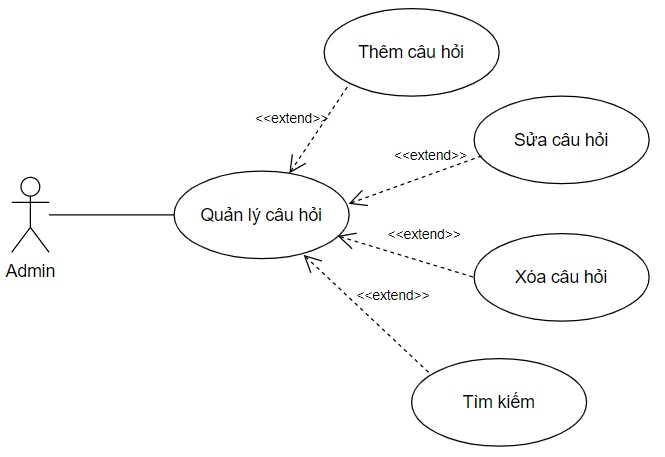 Thêm câu hỏi
<<extend>>
Sửa câu hỏi
<<extend>>
Quản lý câu hỏi
<<extend>>
Admin
Xóa câu hỏi
<<extend>>
Tìm kiếm